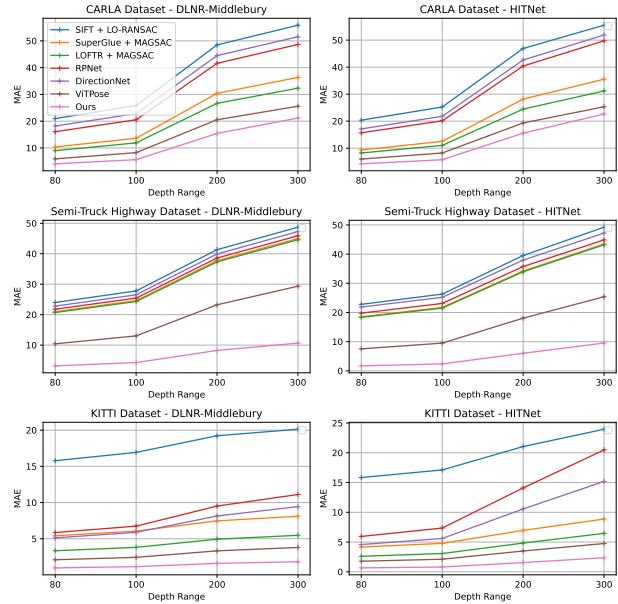 CARLA Dataset - DLNR-Middlebury
MAE
50
40
30
20
10
SIFT + LO-RANSAC
SuperGlue + MAGSAC
LOFTR + MAGSAC
RPNet
DirectionNet
ViTPose
Ours
80 100 200 300
Depth Range
CARLA Dataset - HITNet
MAE
50
40
30
20
10
80 100 200 300
Depth Range
Semi-Truck Highway Dataset - DLNR-Middlebury
MAE
50
40
30
20
10
80 100 200 300
Depth Range
Semi-Truck Highway Dataset - HITNet
MAE
50
40
30
20
10
0
80 100 200 300
Depth Range
KITTI Dataset - DLNR-Middlebury
MAE
20
15
10
5
80 100 200 300
Depth Range
KITTI Dataset - HITNet
MAE
25
20
15
10
5
0
80 100 200 300
Depth Range